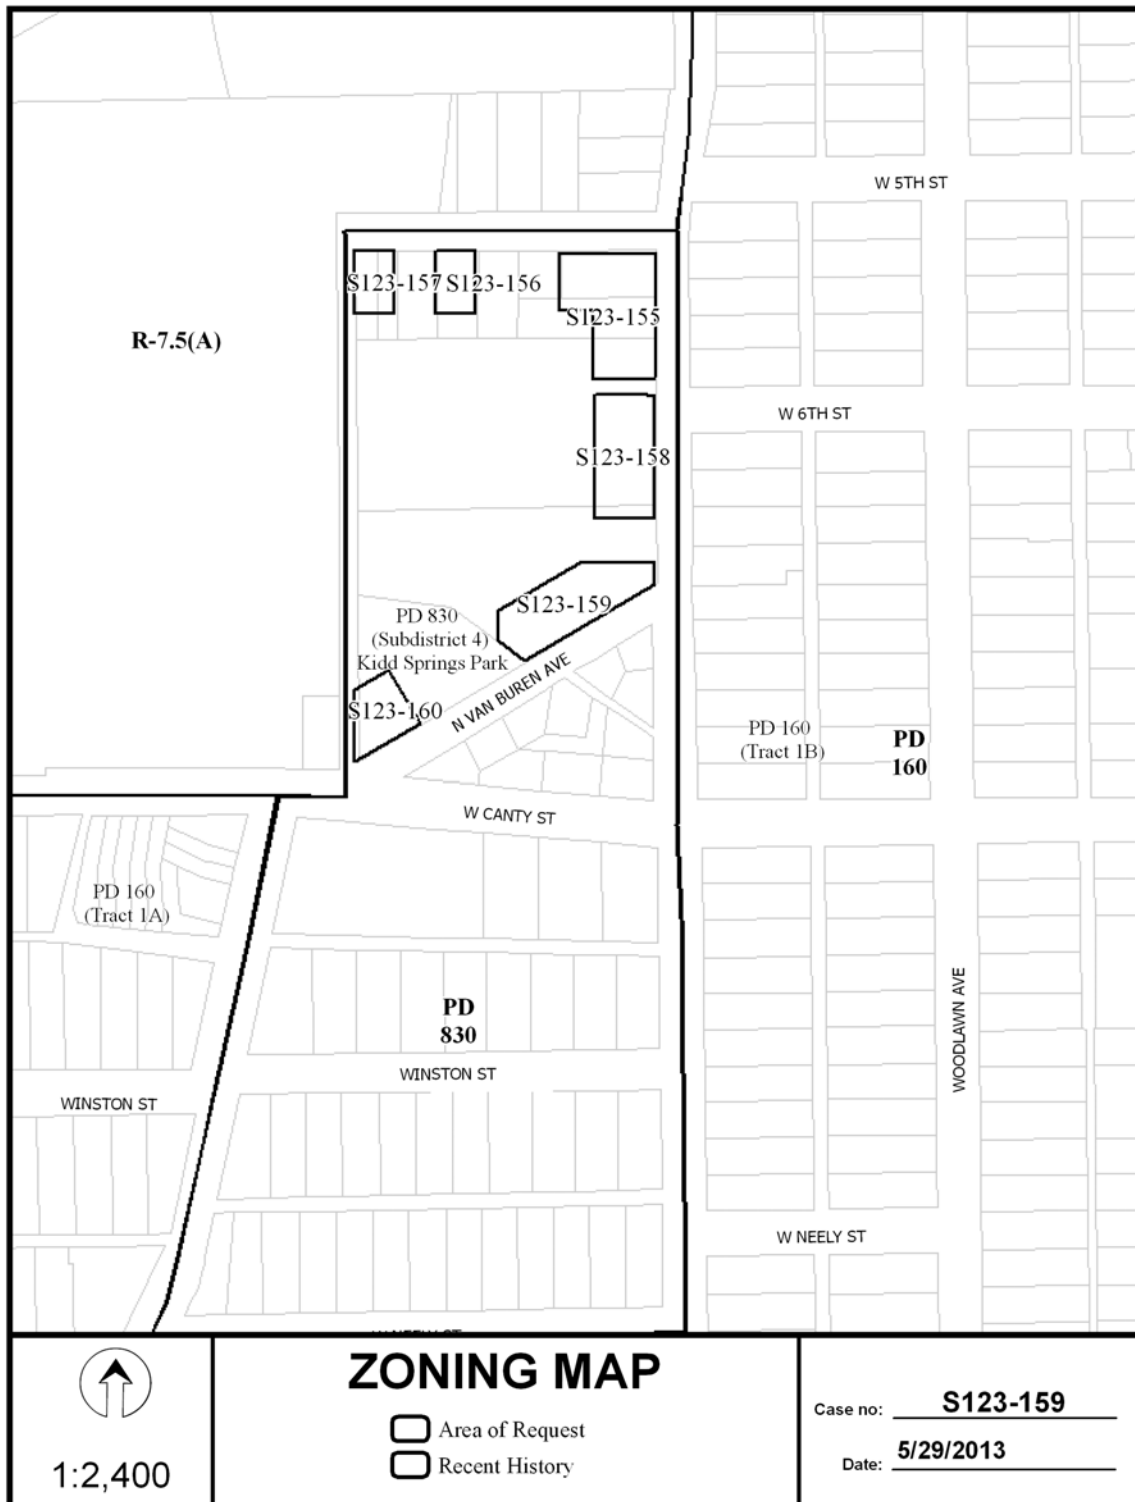 W 5TH ST
S123-157
S123-156
S123-155
R-7.5(A)
W 6TH ST
S123-158
S123-159
PD 830
(Subdistrict 4)
Kidd Springs Park
N VAN BUREN AVE
S123-160
PD 160
(Tract 1B)
PD
160
W CANTY ST
PD 160
(Tract 1A)
PD
830
WOODLAWN AVE
WINSTON ST
WINSTON ST
W NEELY ST
W NEELY ST
ZONING MAP
Area of Request
Recent History
1:2,400
Case no: S123-159
Date: 5/29/2013